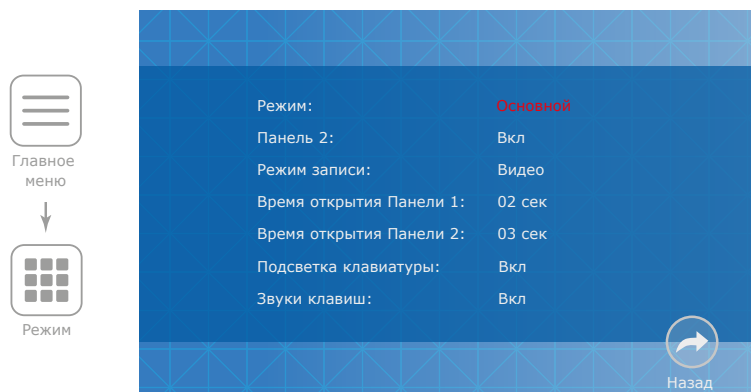 Главное
меню
Режим
Режим: Основной
Панель 2: Вкл
Режим записи: Видео
Время открытия Панели 1: 02 сек
Время открытия Панели 2: 03 сек
Подсветка клавиатуры: Вкл
Звуки клавиш: Вкл
Назад